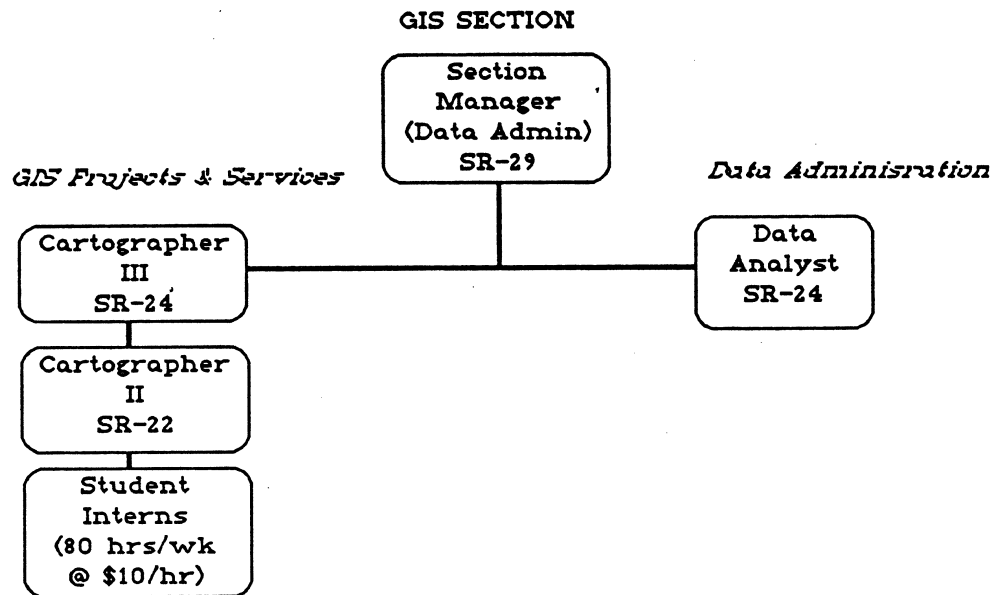 GIS SECTION
Section
Manager
(Data Admin)
SR-29
GIS Projects & Services
Data Adminisration
Cartographer
III
SR-24
Data
Analyst
SR-24
Cartographer
II
SR-22
Student
Interns
(80 hrs/wk
@ $10/hr)